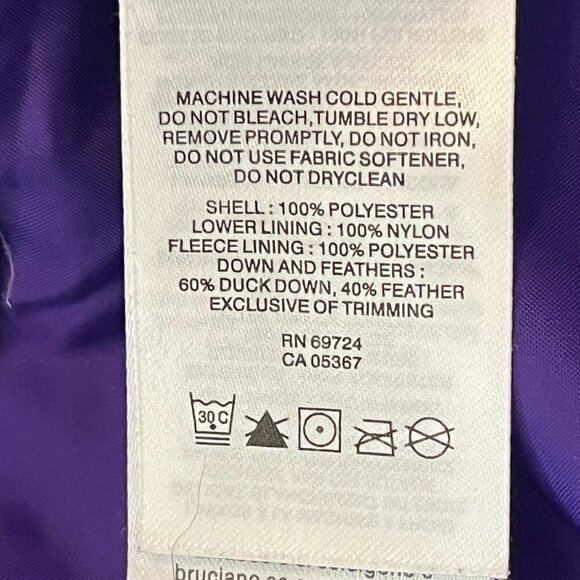 MACHINE WASH COLD GENTLE,
DO NOT BLEACH,TUMBLE DRY LOW,
REMOVE PROMPTLY, DO NOT IRON,
DO NOT USE FABRIC SOFTENER,
DO NOT DRYCLEAN
SHELL : 100% POLYESTER
LOWER LINING : 100% NYLON
FLEECE LINING : 100% POLYESTER
DOWN AND FEATHERS :
60% DUCK DOWN, 40% FEATHER
EXCLUSIVE OF TRIMMING
RN 69724
CA 05367
30 C
bruciano